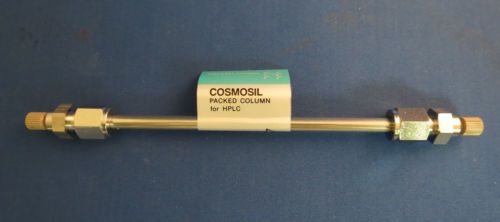 COSMOSIL
PACKED COLUMN
for HPLC